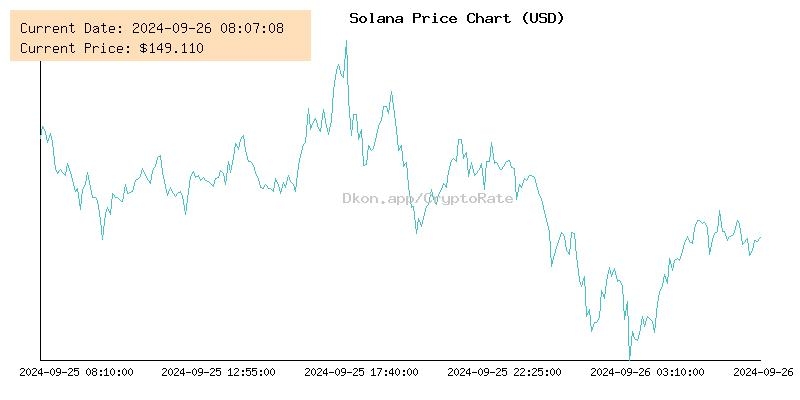 Solana Price Chart (USD)
Current Date: 2024-09-26 08:07:08
Current Price: $149.110
Dkon.app/CryptoRate
2024-09-25 08:10:00 2024-09-25 12:55:00 2024-09-25 17:40:00 2024-09-25 22:25:00 2024-09-26 03:10:00 2024-09-26